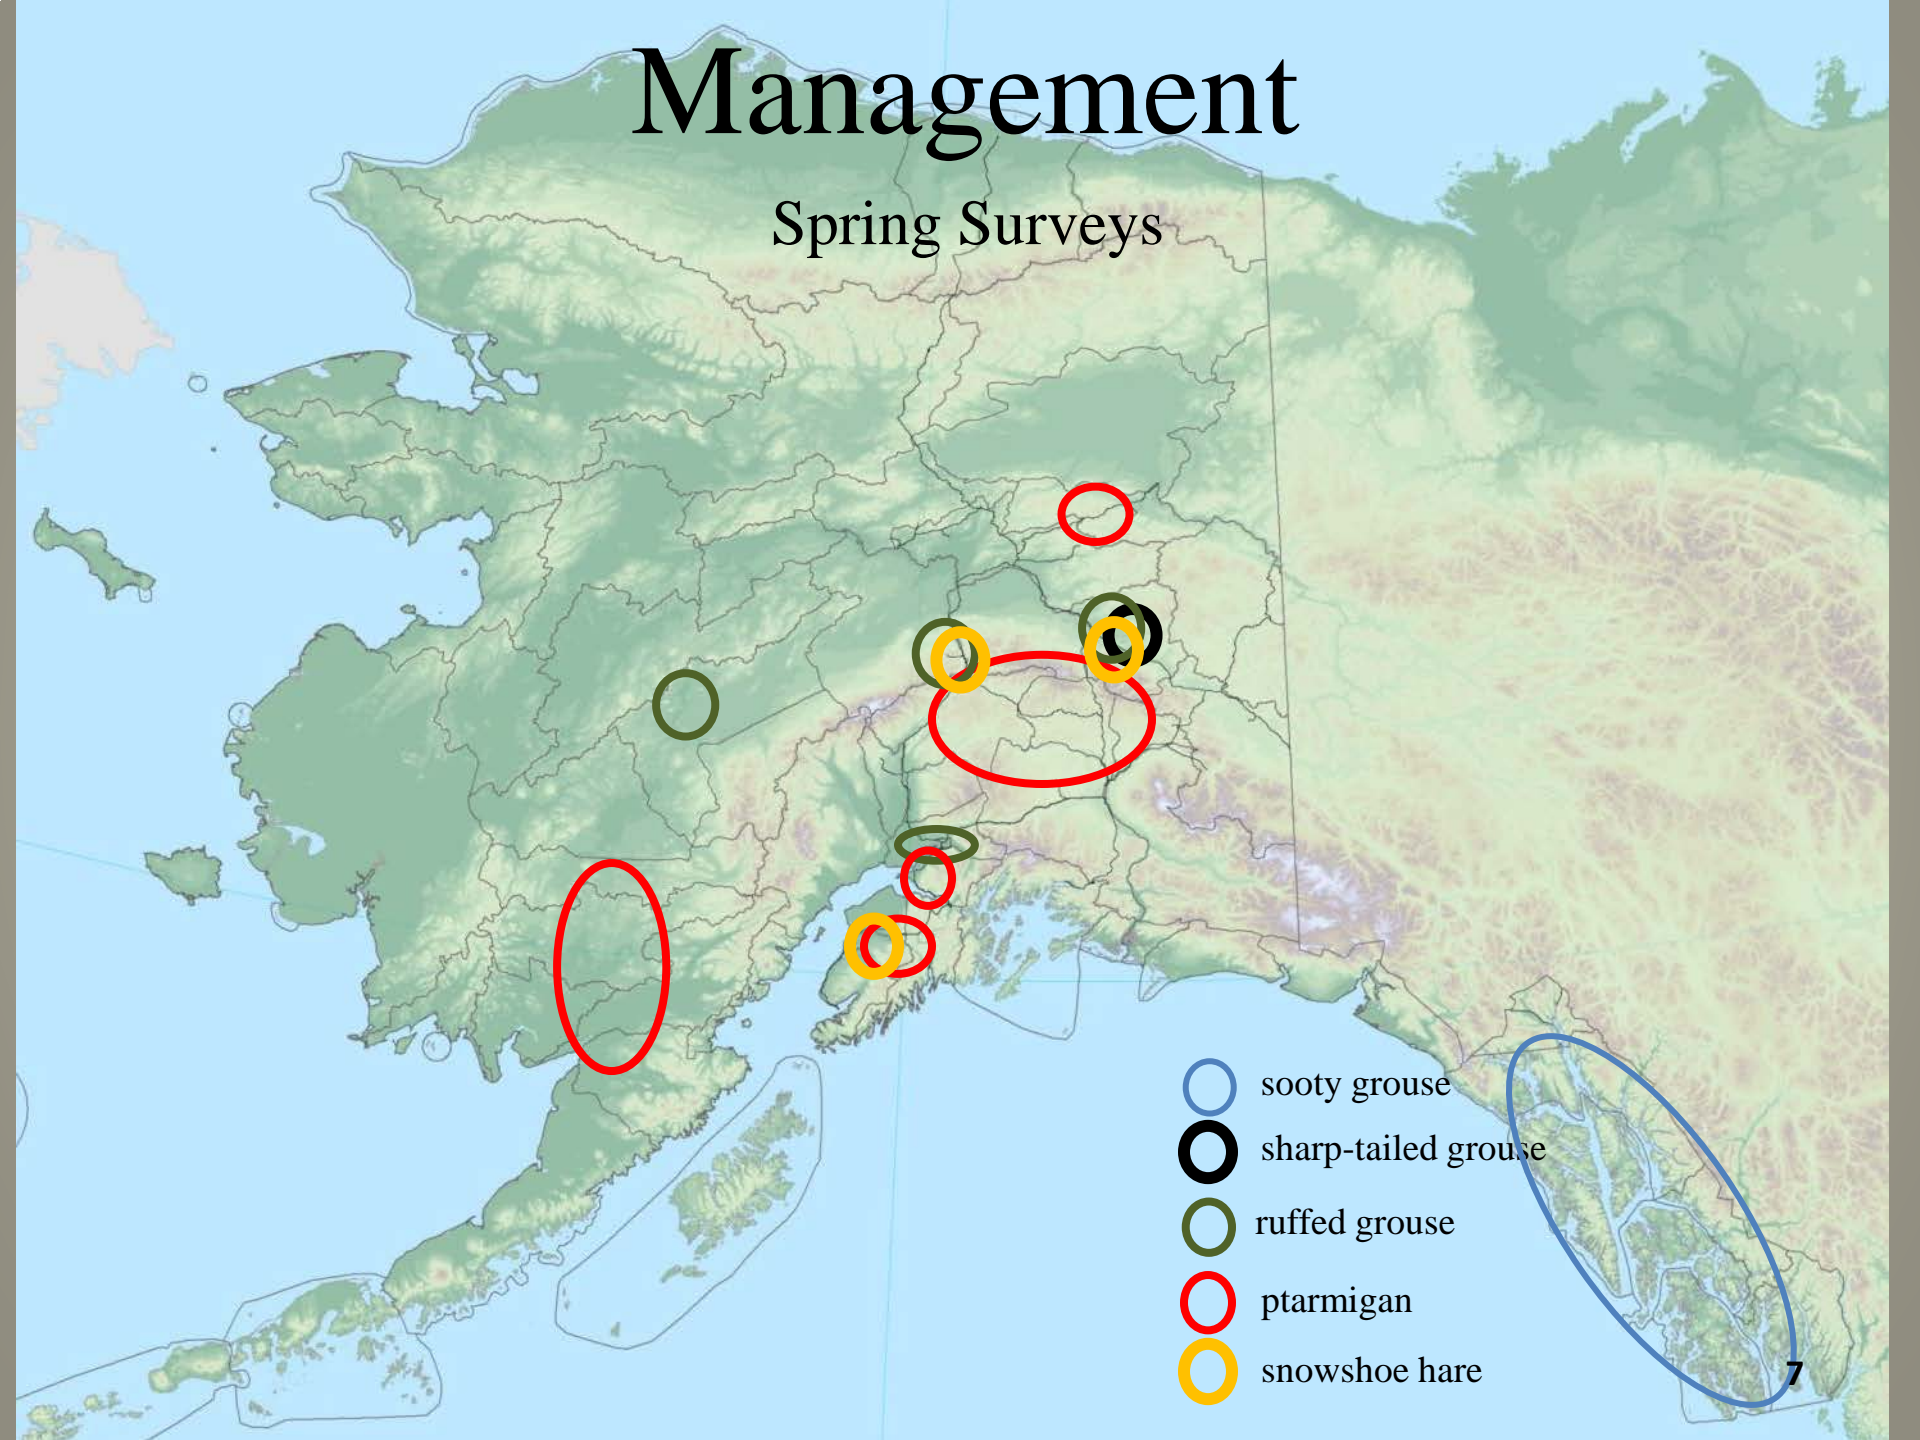 Management
Spring Surveys
sooty grouse
sharp-tailed grouse
ruffed grouse
ptarmigan
snowshoe hare
7